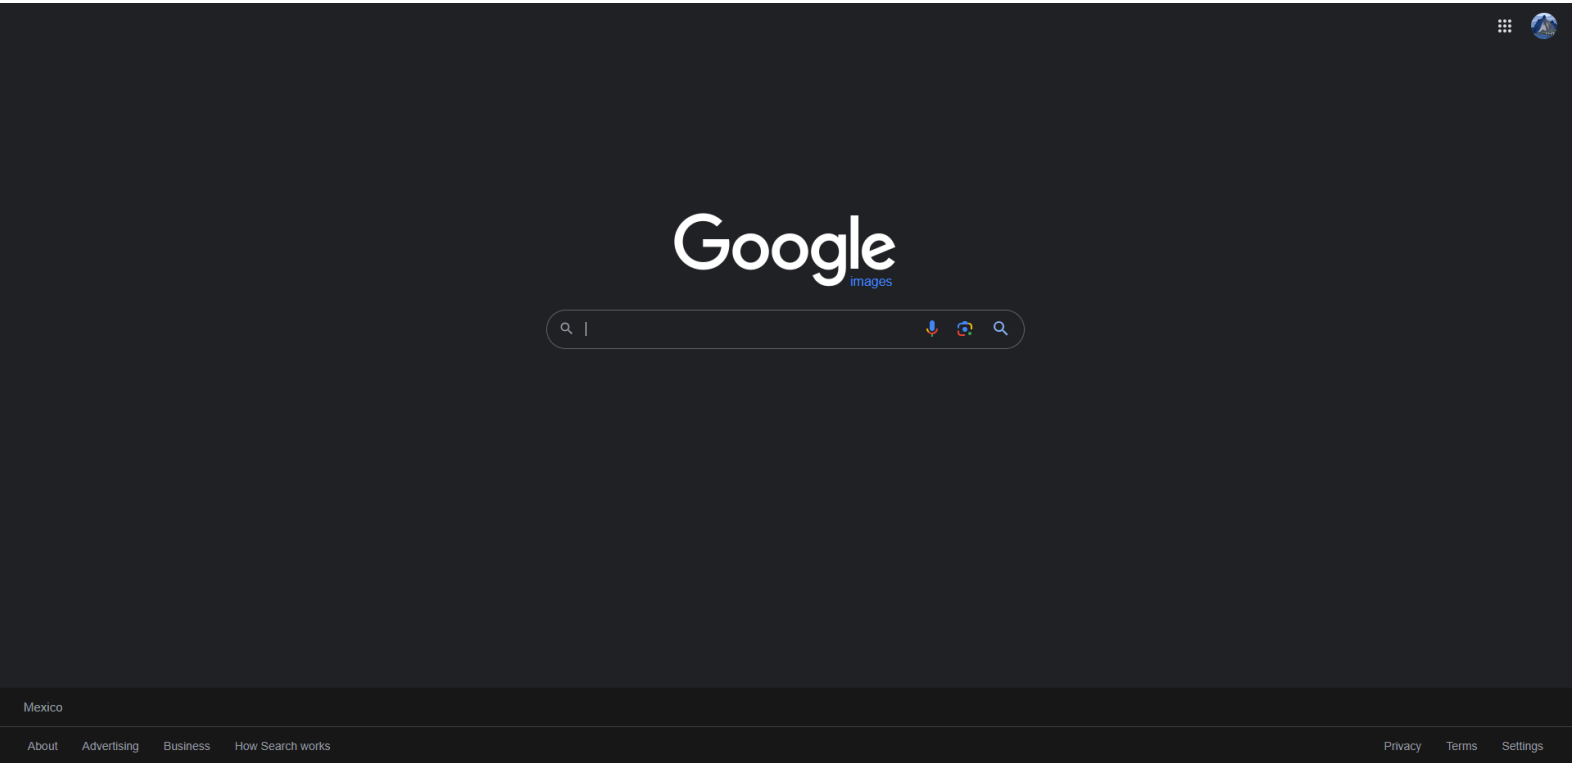 Google
images
Mexico
About Advertising Business How Search works Privacy Terms Settings